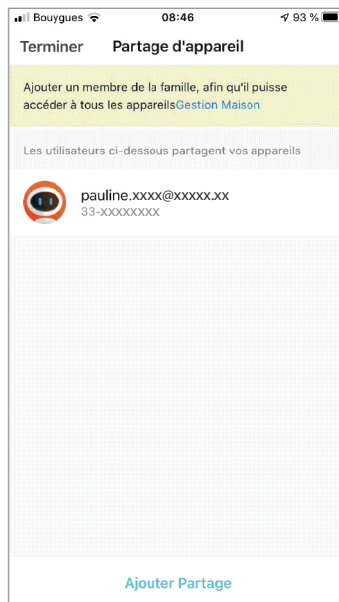 Bouygues 08:46 93 %
Terminer Partage d'appareil
Ajouter un membre de la famille, afin qu'il puisse
accéder à tous les appareilsGestion Maison
Les utilisateurs ci-dessous partagent vos appareils
pauline.xxxx@xxxxx.xx
33-xxxxxxxx
Ajouter Partage